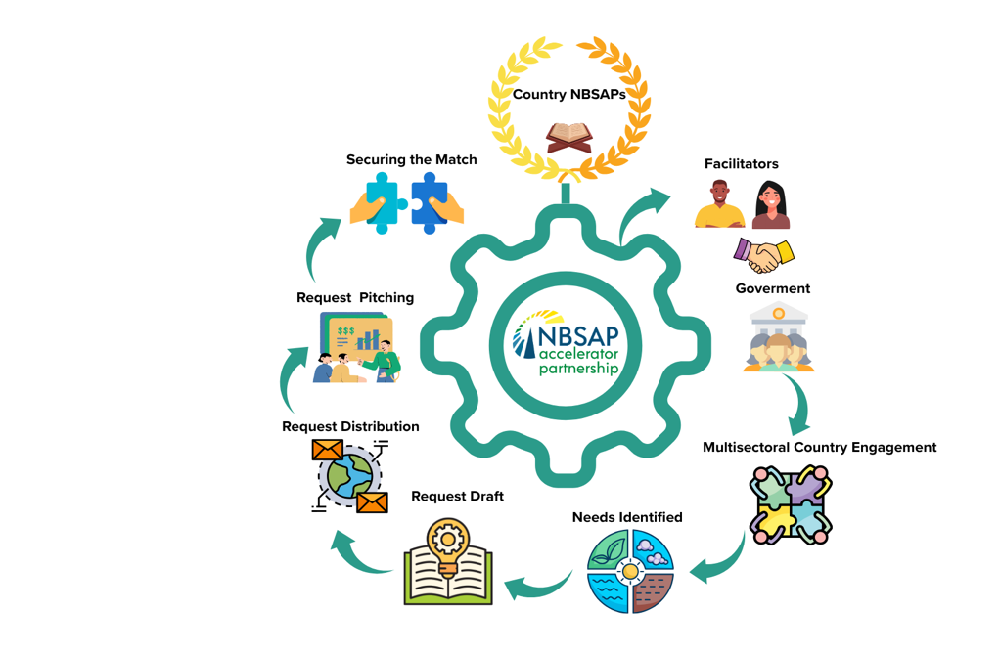 Country NBSAPs
Securing the Match
Facilitators
Request  Pitching
$$$
Goverment
NBSAP
accelerator
partnership
Request Distribution
Multisectoral Country Engagement
Request Draft
Needs Identified